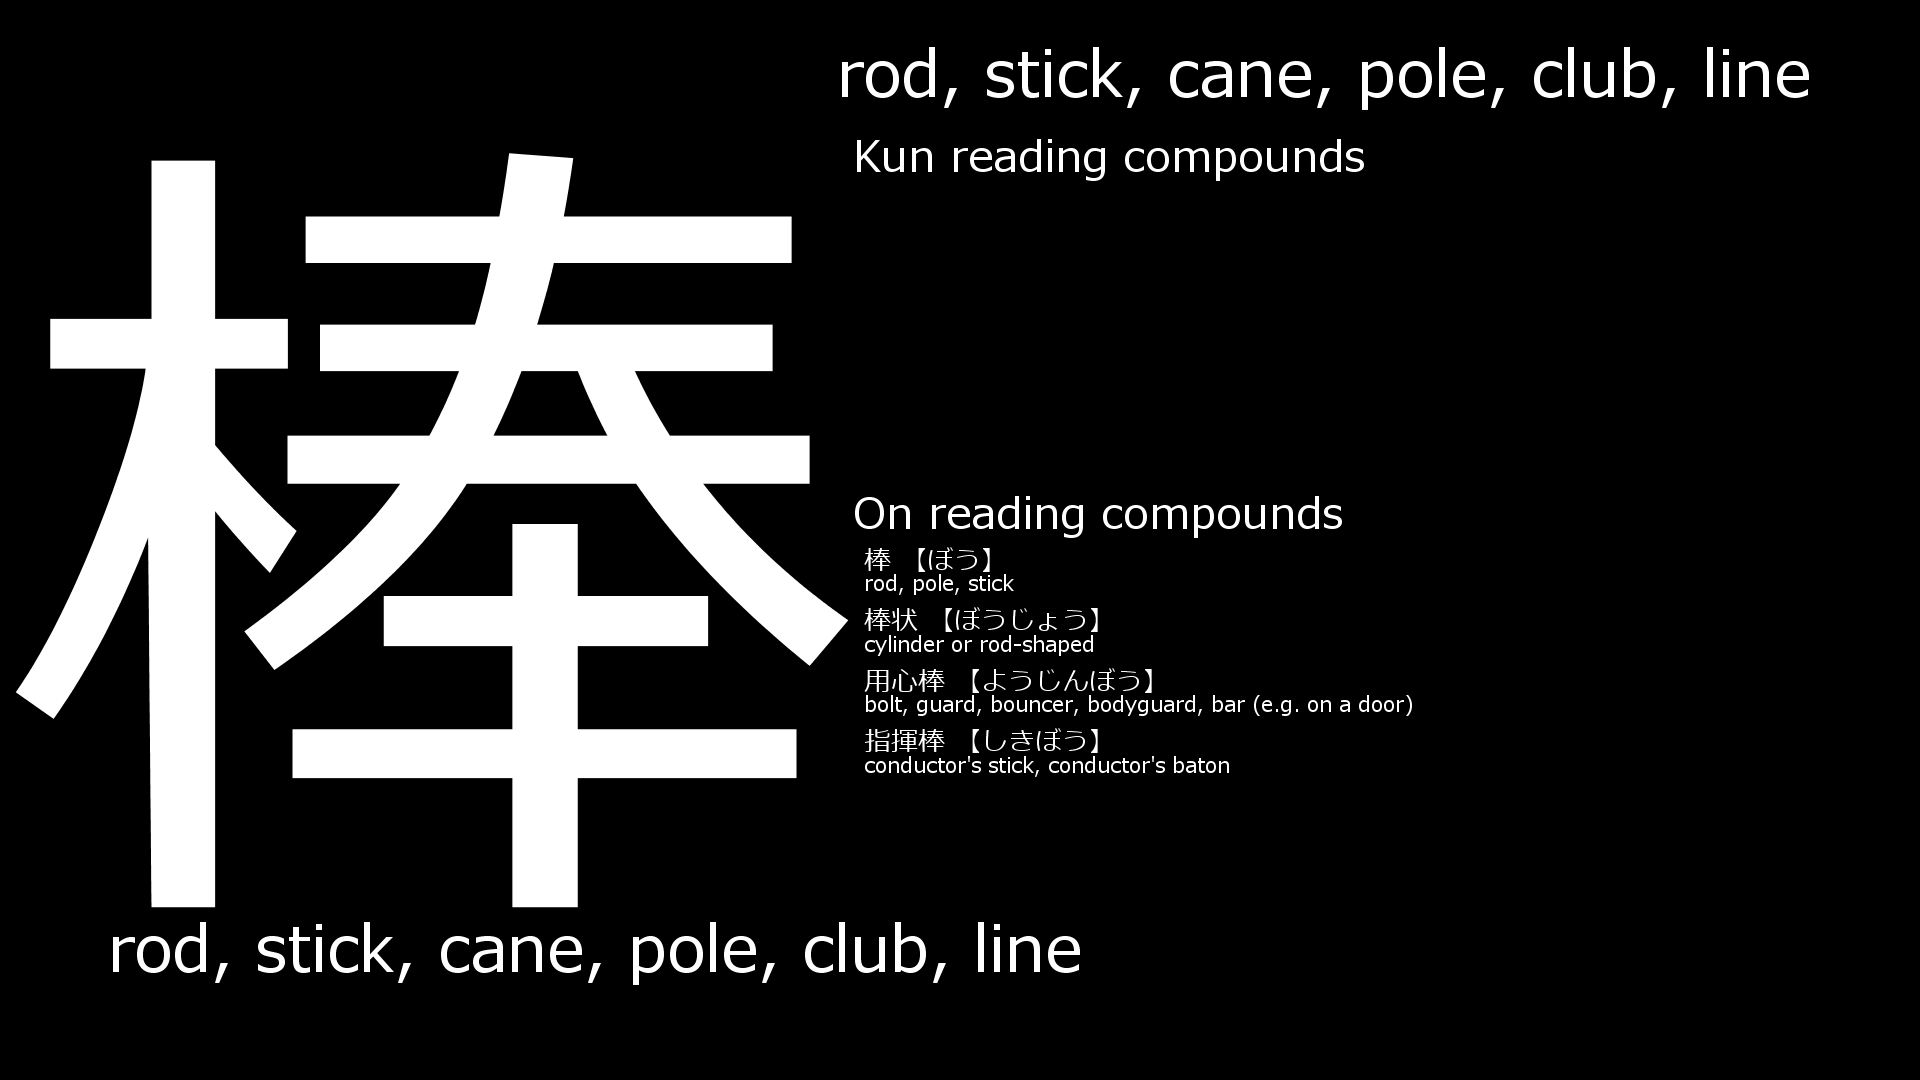 棒
rod, stick, cane, pole, club, line
Kun reading compounds
On reading compounds
棒 【ぼう】
rod, pole, stick
棒状 【ぼうじょう】
cylinder or rod-shaped
用心棒 【ようじんぼう】
bolt, guard, bouncer, bodyguard, bar (e.g. on a door)
指揮棒 【しきぼう】
conductor's stick, conductor's baton
rod, stick, cane, pole, club, line